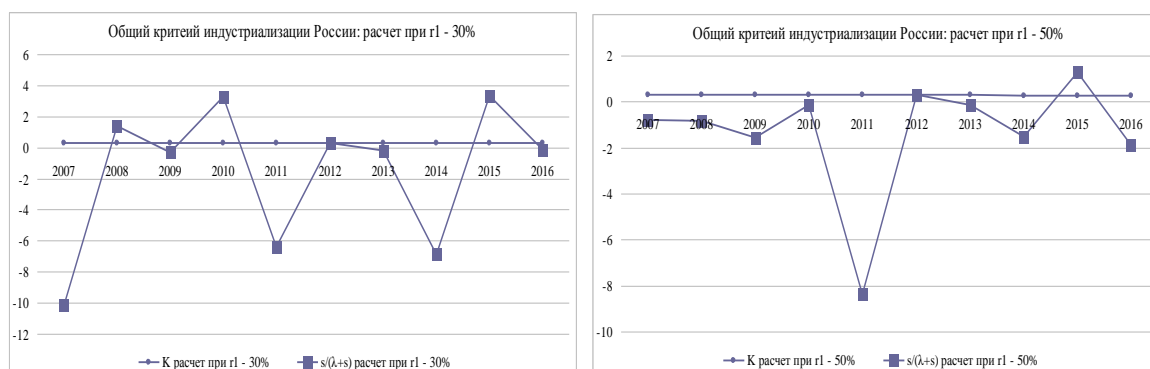 Общий критеий индустриализации России: расчет при r1 - 30%
6
4
2
0
-2
-4
-6
-8
-10
-12
2007 2008 2009 2010 2011 2012 2013 2014 2015 2016
К расчет при r1 - 30% s/(λ+s) расчет при r1 - 30%
Общий критеий индустриализации России: расчет при r1 - 50%
2
0
-2
-4
-6
-8
-10
2007 2008 2009 2010 2011 2012 2013 2014 2015 2016
К расчет при r1 - 50% s/(λ+s) расчет при r1 - 50%